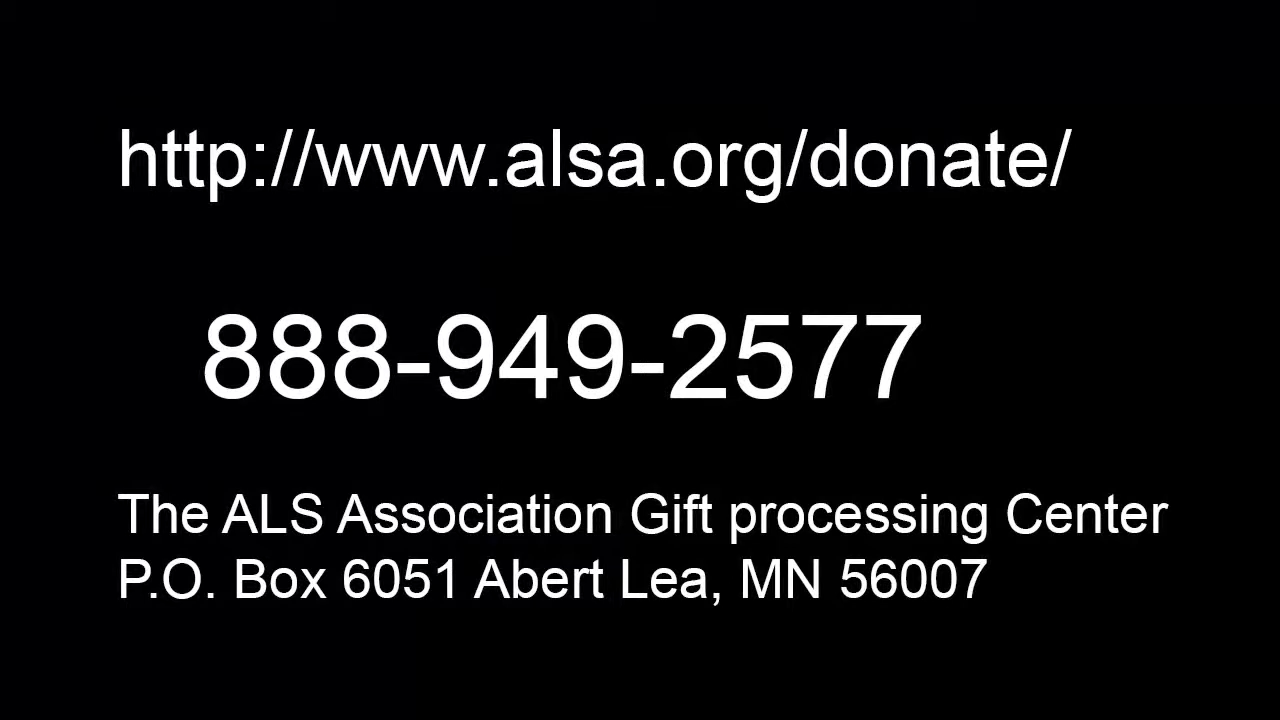 http://www.alsa.org/donate/
888-949-2577
The ALS Association Gift processing Center
P.O. Box 6051 Abert Lea, MN 56007